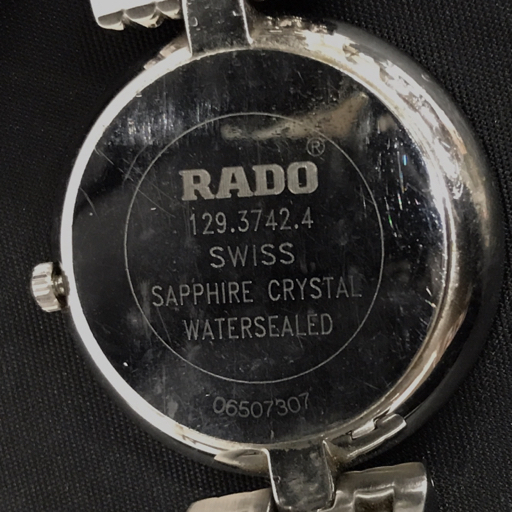 RADO®
129.3742.4
SWISS
SAPPHIRE CRYSTAL
WATERSEALED
06507307